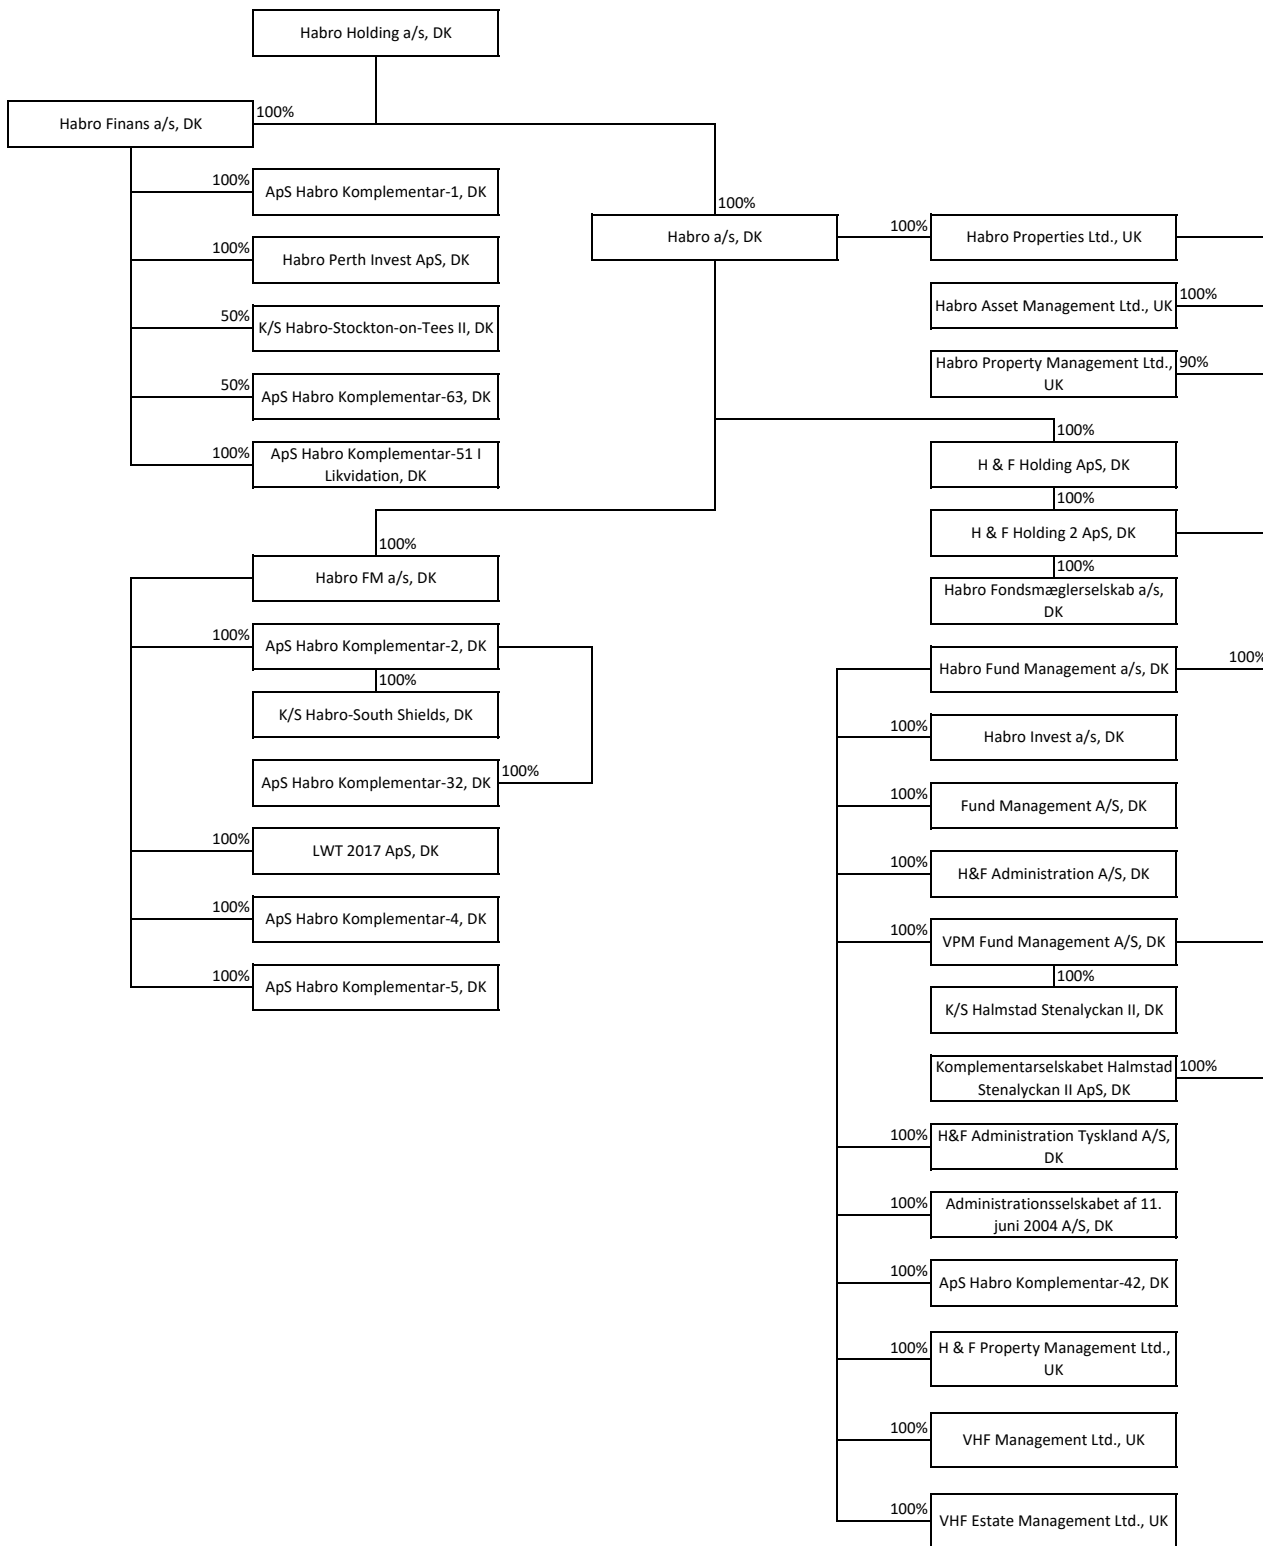 Habro Holding a/s, DK
100%
Habro Finans a/s, DK
100%
ApS Habro Komplementar-1, DK
100%
Habro a/s, DK
100%
Habro Properties Ltd., UK
100%
Habro Perth Invest ApS, DK
Habro Asset Management Ltd., UK
100%
50%
K/S Habro-Stockton-on-Tees II, DK
Habro Property Management Ltd.,
UK
90%
50%
ApS Habro Komplementar-63, DK
100%
H & F Holding ApS, DK
100%
ApS Habro Komplementar-51 I
Likvidation, DK
100%
H & F Holding 2 ApS, DK
100%
Habro FM a/s, DK
100%
Habro Fondsmæglerselskab a/s,
DK
100%
ApS Habro Komplementar-2, DK
Habro Fund Management a/s, DK
100%
100%
K/S Habro-South Shields, DK
100%
Habro Invest a/s, DK
ApS Habro Komplementar-32, DK
100%
100%
Fund Management A/S, DK
100%
LWT 2017 ApS, DK
100%
H&F Administration A/S, DK
100%
ApS Habro Komplementar-4, DK
100%
VPM Fund Management A/S, DK
100%
ApS Habro Komplementar-5, DK
100%
K/S Halmstad Stenalyckan II, DK
Komplementarselskabet Halmstad
Stenalyckan II ApS, DK
100%
100%
H&F Administration Tyskland A/S,
DK
100%
Administrationsselskabet af 11.
juni 2004 A/S, DK
100%
ApS Habro Komplementar-42, DK
100%
H & F Property Management Ltd.,
UK
100%
VHF Management Ltd., UK
100%
VHF Estate Management Ltd., UK